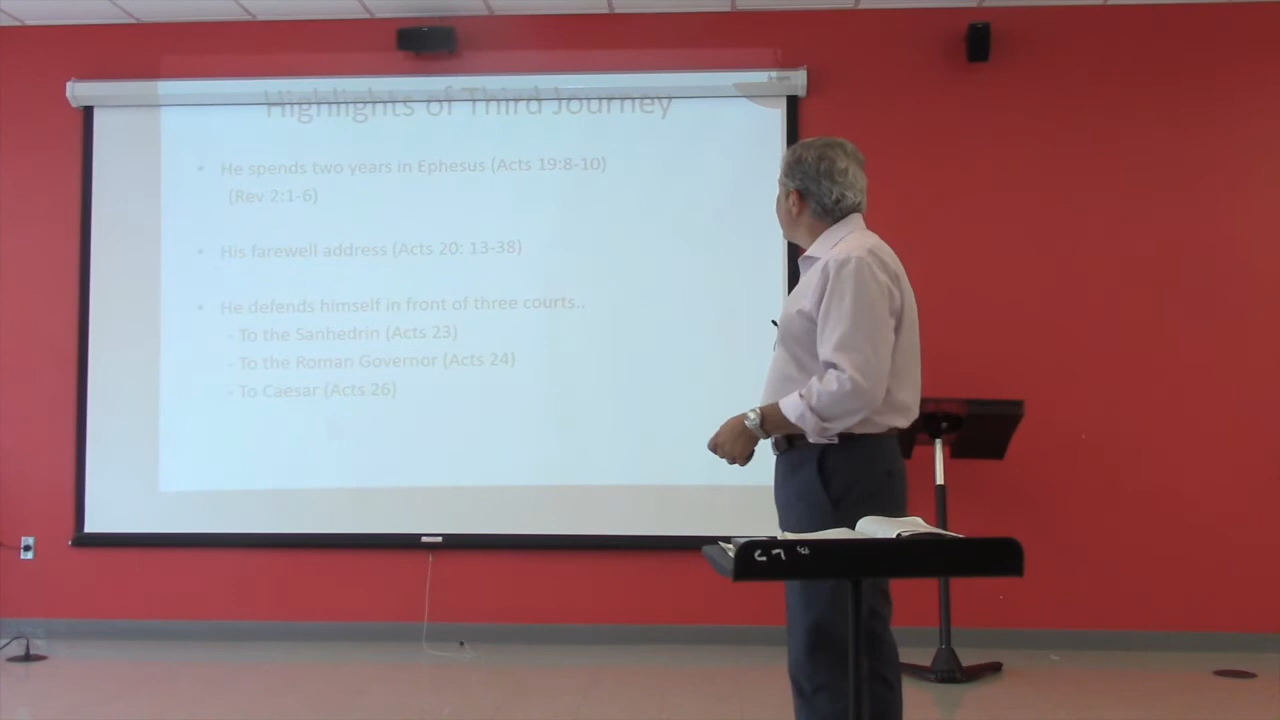 Highlights of Third Journey
• He spends two years in Ephesus (Acts 19:8-10)
(Rev 2:1-6)
• His farewell address (Acts 20: 13-38)
• He defends himself in front of three courts..
- To the Sanhedrin (Acts 23)
- To the Roman Governor (Acts 24)
- To Caesar (Acts 26)